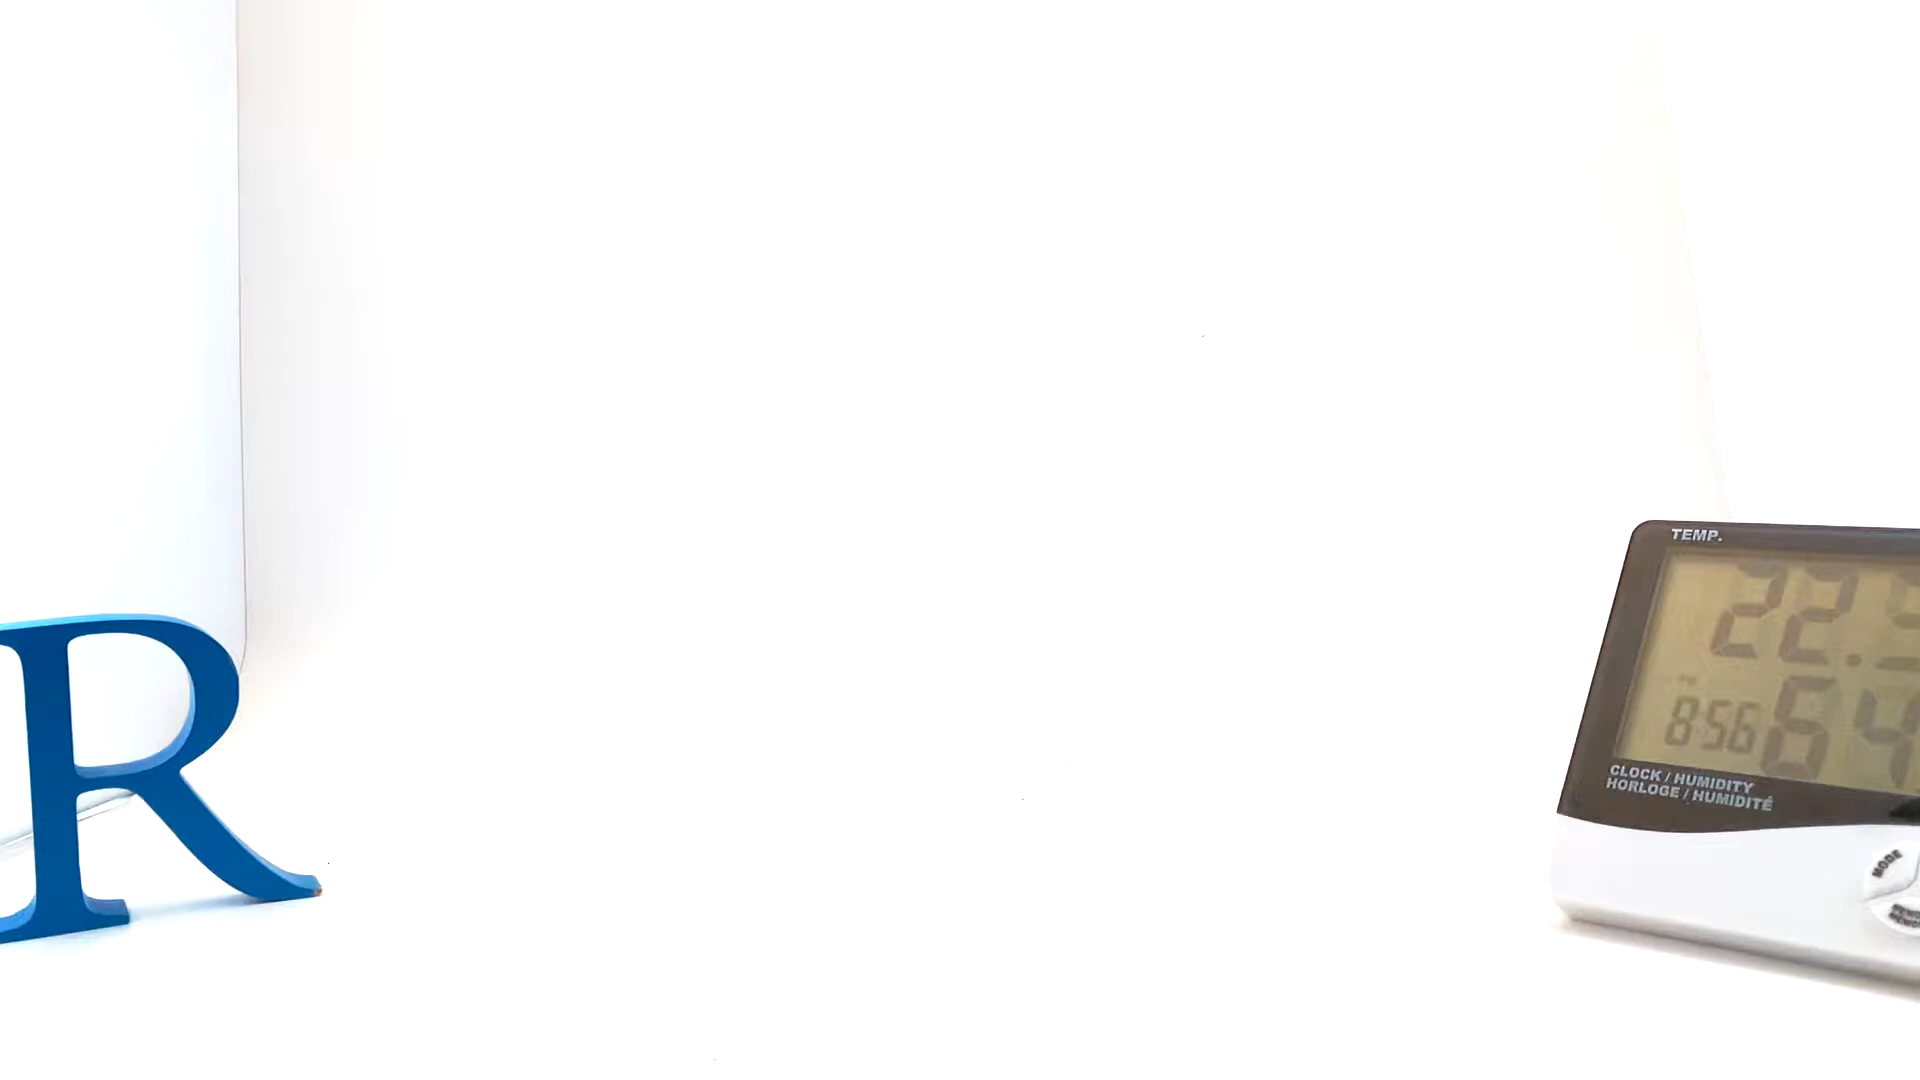 R
TEMP.
22.
8:56 64
CLOCK / HUMIDITY
HORLOGE / HUMIDITÉ
MODE